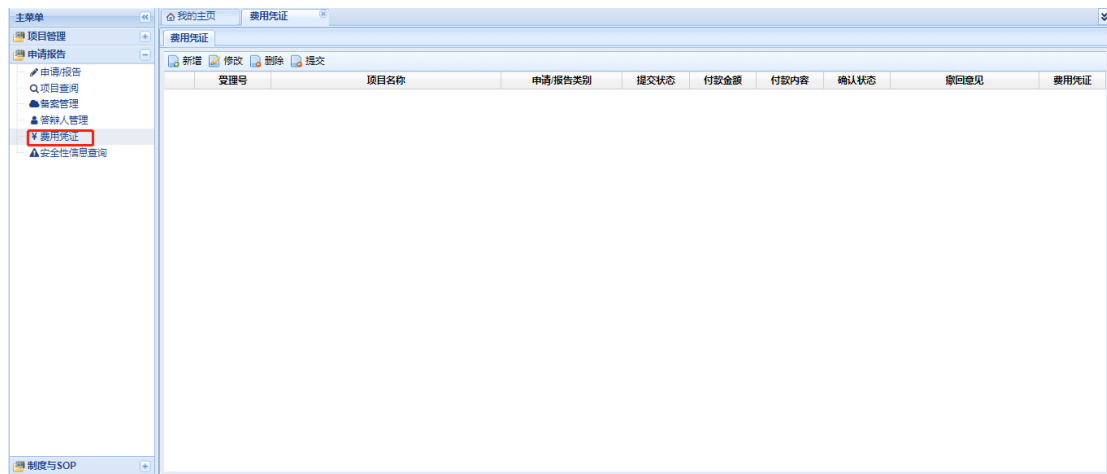 主菜单
我的主页 费用凭证
项目管理
费用凭证
申请报告
新增 修改 删除 提交
申请/报告
受理号 项目名称 申请/报告类别 提交状态 付款金额 付款内容 确认状态 撤回意见 费用凭证
项目查阅
备案管理
答辩人管理
¥ 费用凭证
安全性信息查阅
制度与SOP